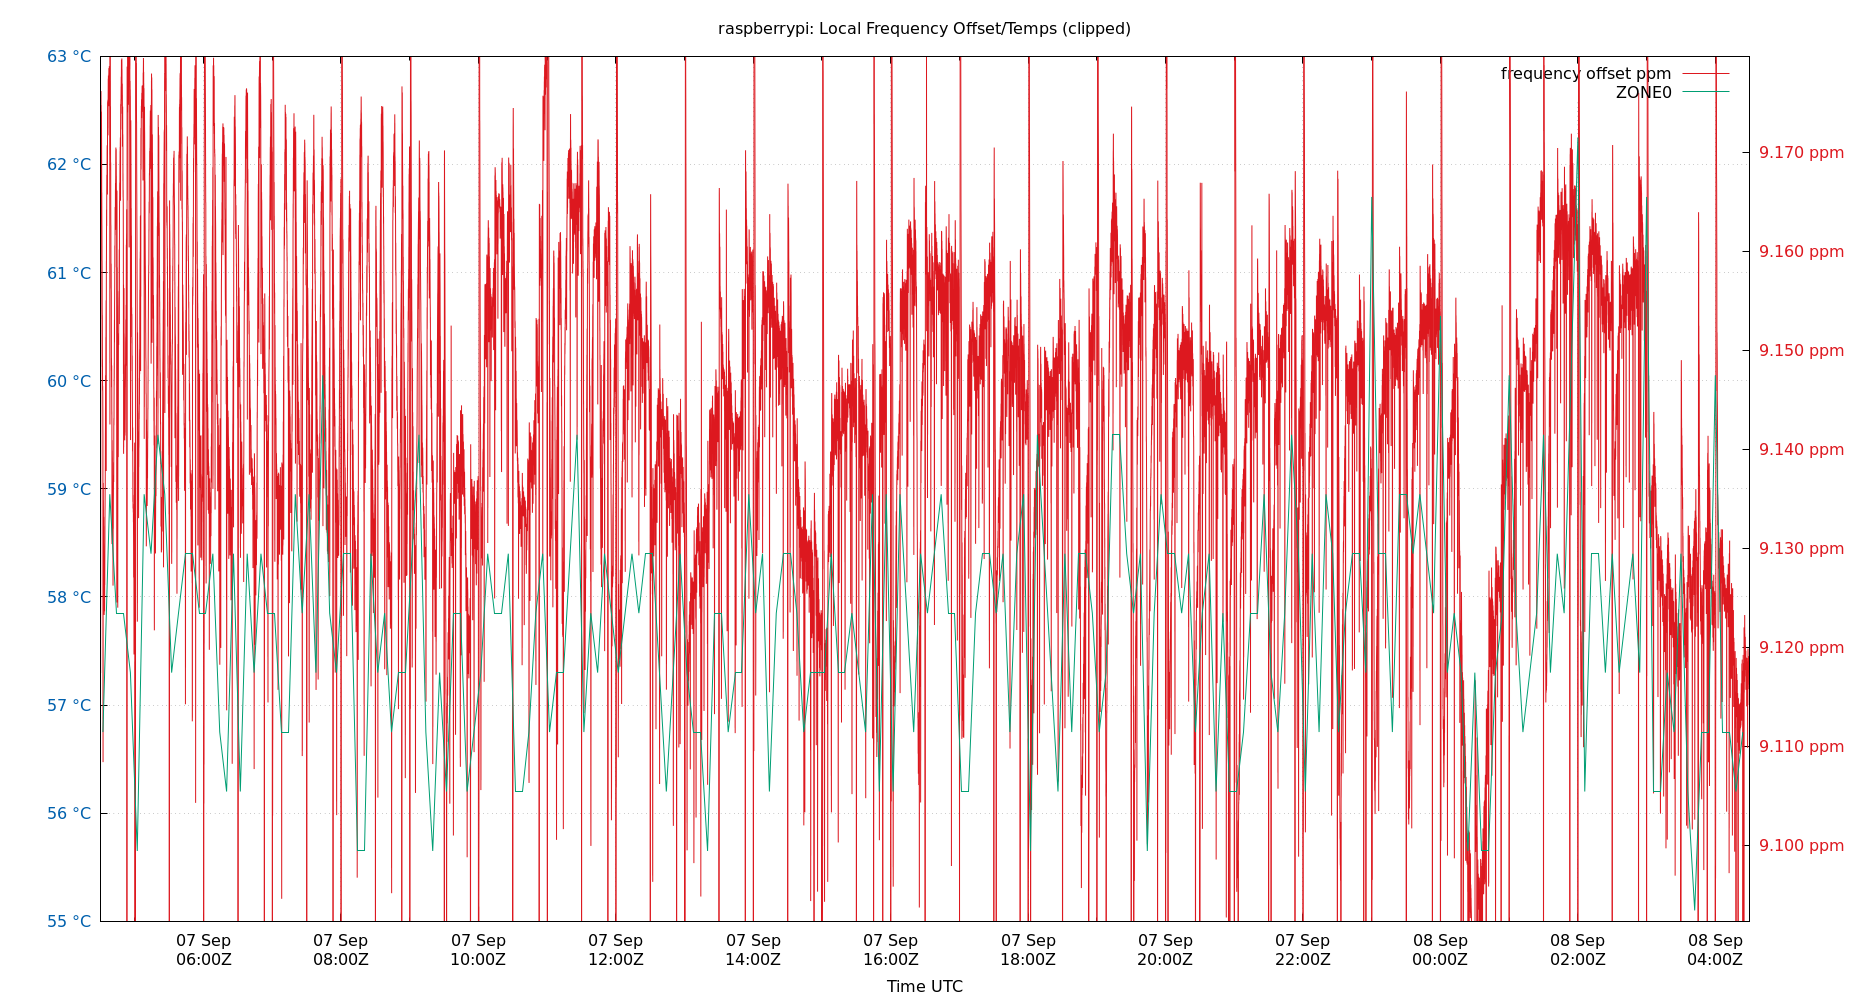 raspberrypi: Local Frequency Offset/Temps (clipped)
63 °C
62 °C
61 °C
60 °C
59 °C
58 °C
57 °C
56 °C
55 °C
frequency offset ppm
ZONE0
9.170 ppm
9.160 ppm
9.150 ppm
9.140 ppm
9.130 ppm
9.120 ppm
9.110 ppm
9.100 ppm
07 Sep
06:00Z
07 Sep
08:00Z
07 Sep
10:00Z
07 Sep
12:00Z
07 Sep
14:00Z
07 Sep
16:00Z
07 Sep
18:00Z
07 Sep
20:00Z
07 Sep
22:00Z
08 Sep
00:00Z
08 Sep
02:00Z
08 Sep
04:00Z
Time UTC